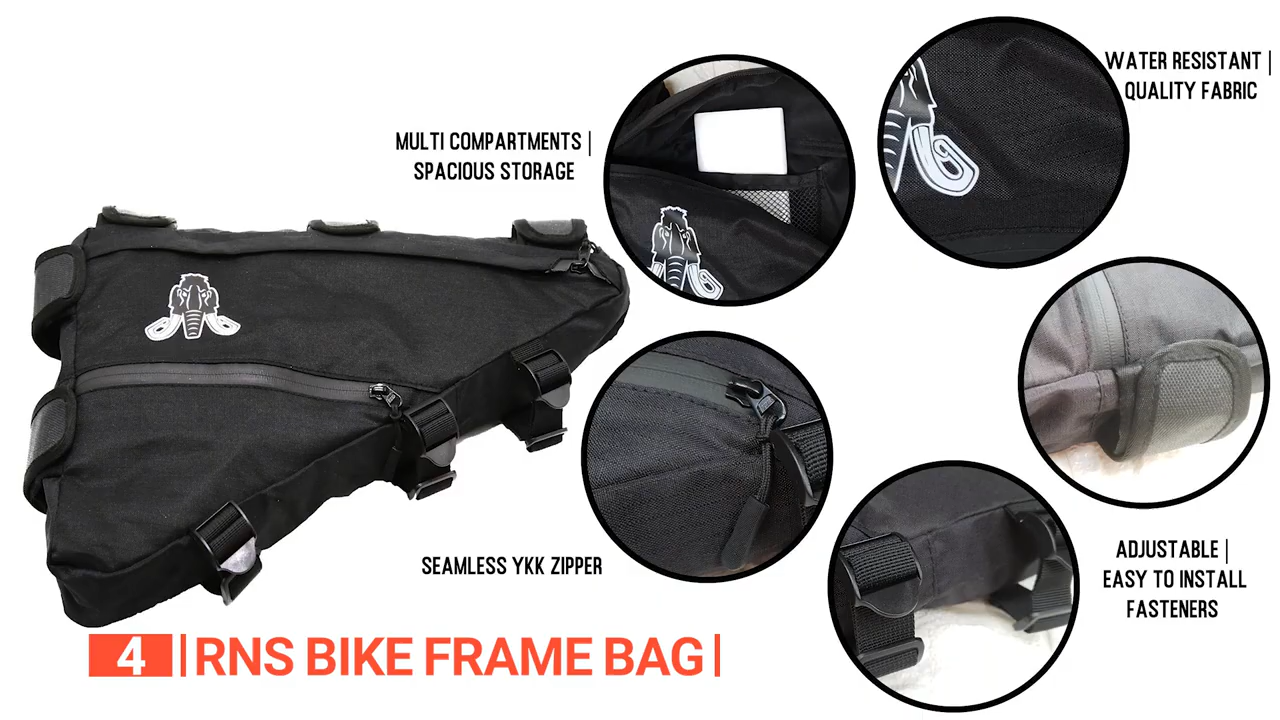 WATER RESISTANT |
QUALITY FABRIC
MULTI COMPARTMENTS |
SPACIOUS STORAGE
SEAMLESS YKK ZIPPER
ADJUSTABLE |
EASY TO INSTALL
FASTENERS
4 | RNS BIKE FRAME BAG |